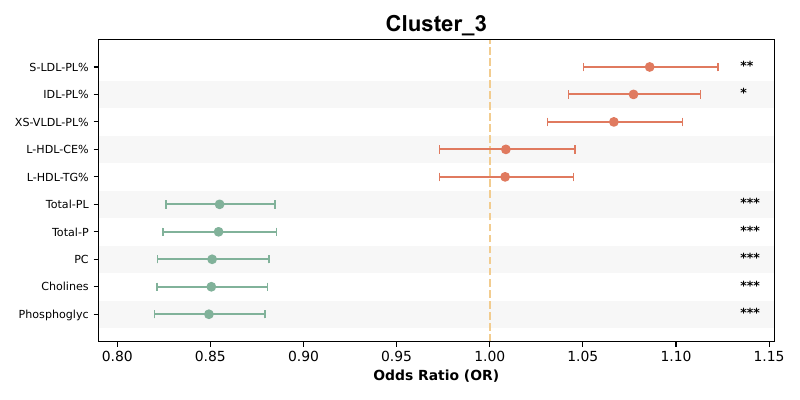 Cluster_3
S-LDL-PL% **
IDL-PL% *
XS-VLDL-PL%
L-HDL-CE%
L-HDL-TG%
Total-PL ***
Total-P ***
PC ***
Cholines ***
Phosphoglyc ***
0.80 0.85 0.90 0.95 1.00 1.05 1.10 1.15
Odds Ratio (OR)